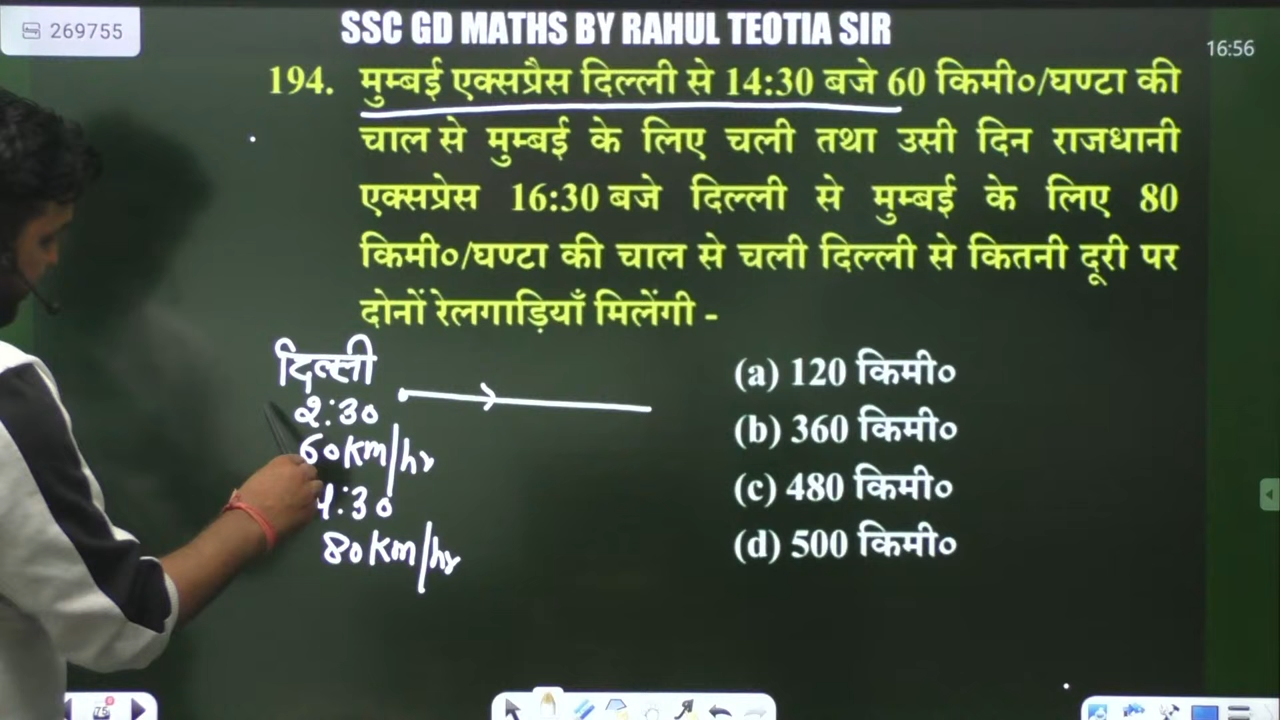 269755
SSC GD MATHS BY RAHUL TEOTIA SIR
16:56
194. मुम्बई एक्सप्रैस दिल्ली से 14:30 बजे 60 किमी०/घण्टा की
चाल से मुम्बई के लिए चली तथा उसी दिन राजधानी
एक्सप्रेस 16:30 बजे दिल्ली से मुम्बई के लिए 80
किमी०/घण्टा की चाल से चली दिल्ली से कितनी दूरी पर
दोनों रेलगाड़ियाँ मिलेंगी -
दिल्ली
2:30
60km/hr
4:30
80km/hr
(a) 120 किमी०
(b) 360 किमी०
(c) 480 किमी०
(d) 500 किमी०